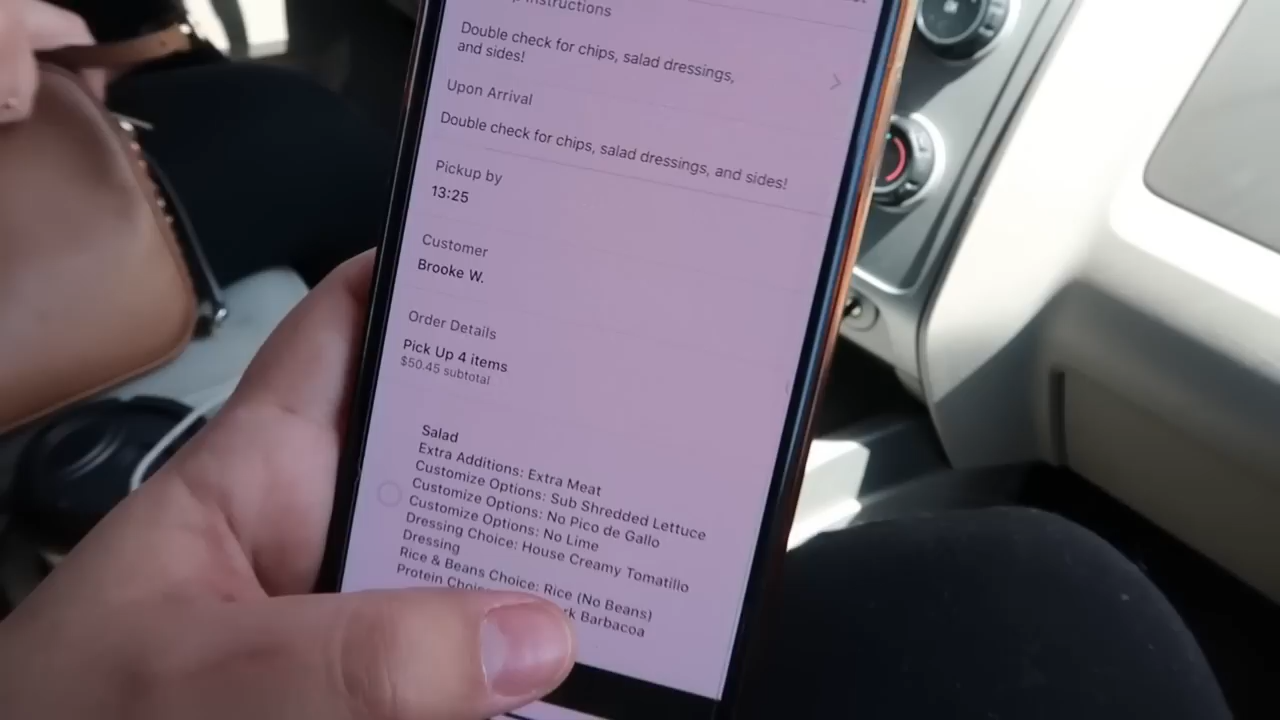 Instructions
Double check for chips, salad dressings,
and sides!
Upon Arrival
Double check for chips, salad dressings, and sides!
Pickup by
13:25
Customer
Brooke W.
Order Details
Pick Up 4 items
$50.45 subtotal
Salad
Extra Additions: Extra Meat
Customize Options: Sub Shredded Lettuce
Customize Options: No Pico de Gallo
Customize Options: No Lime
Dressing Choice: House Creamy Tomatillo
Dressing
Rice & Beans Choice: Rice (No Beans)
Protein Barbacoa